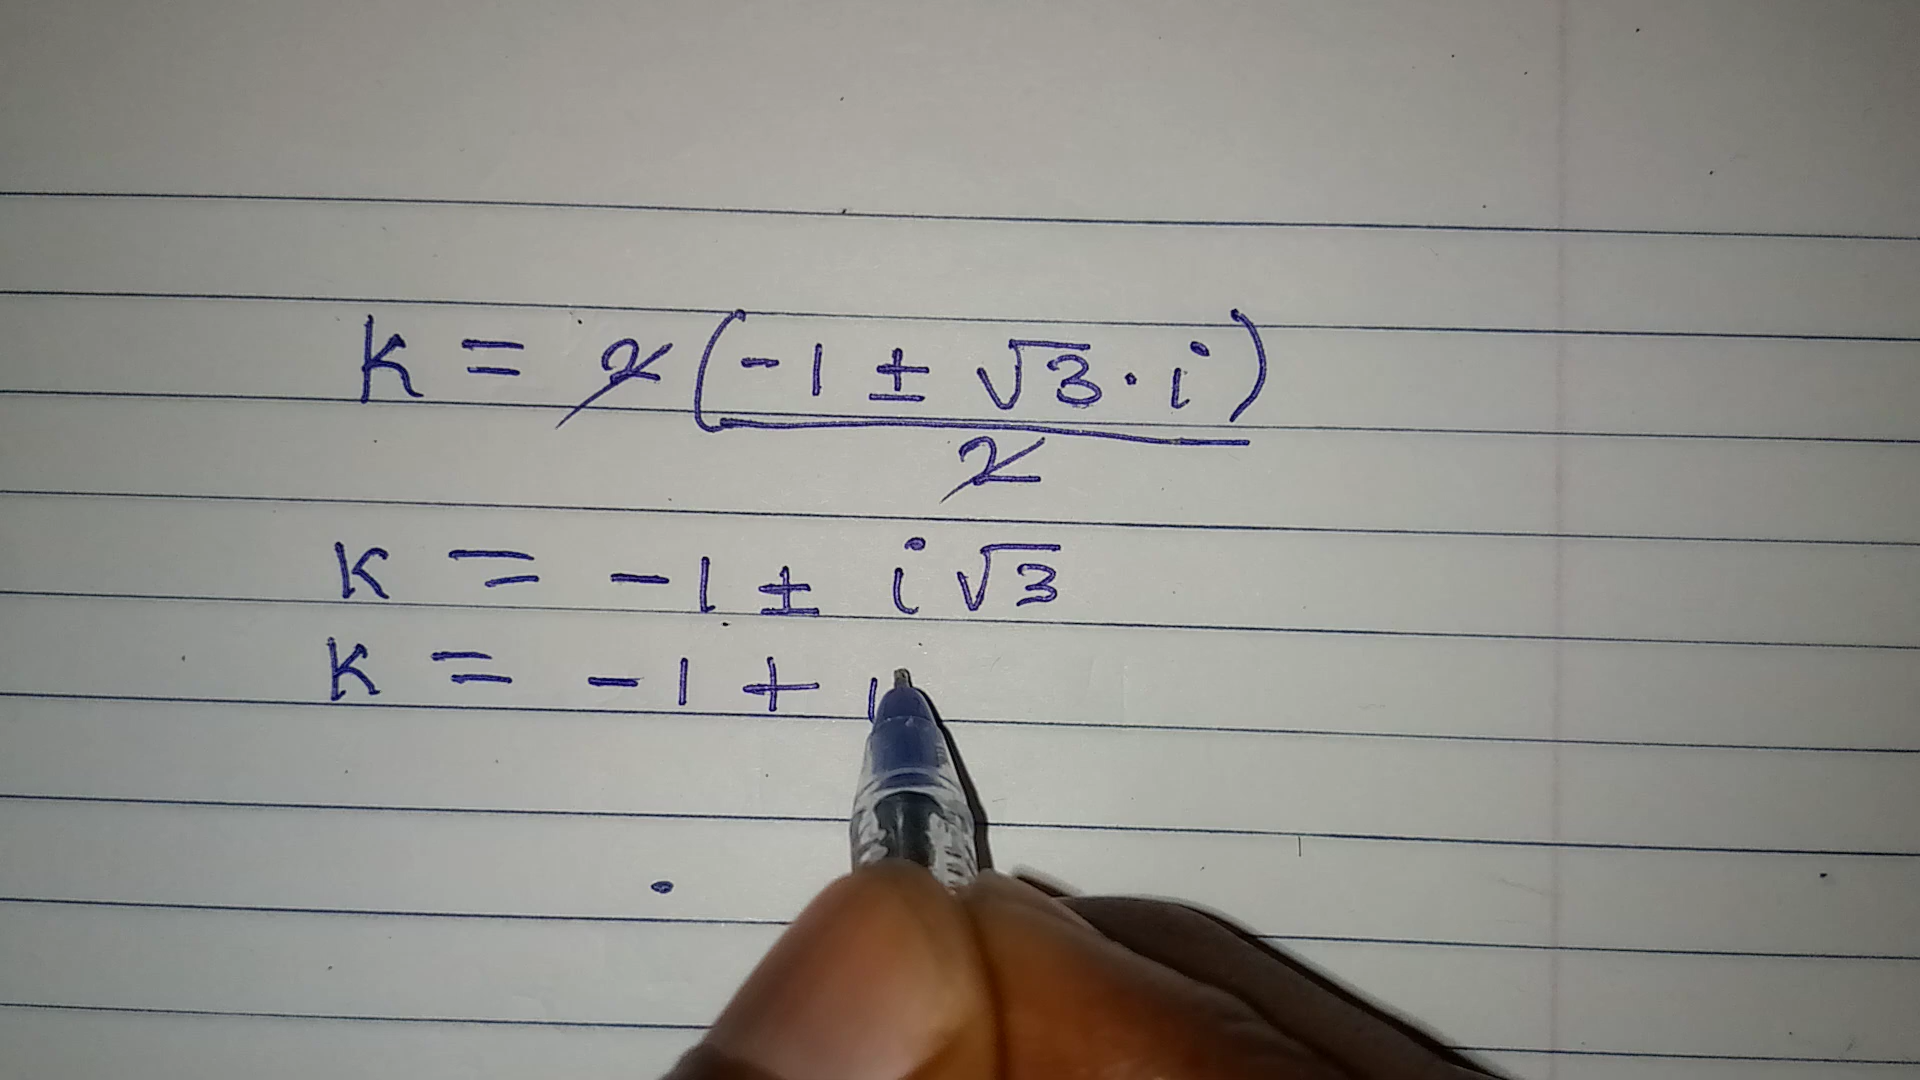 K = 2(-1 ± √3 · i)
2
K = -1 ± i√3
K = -1 + i